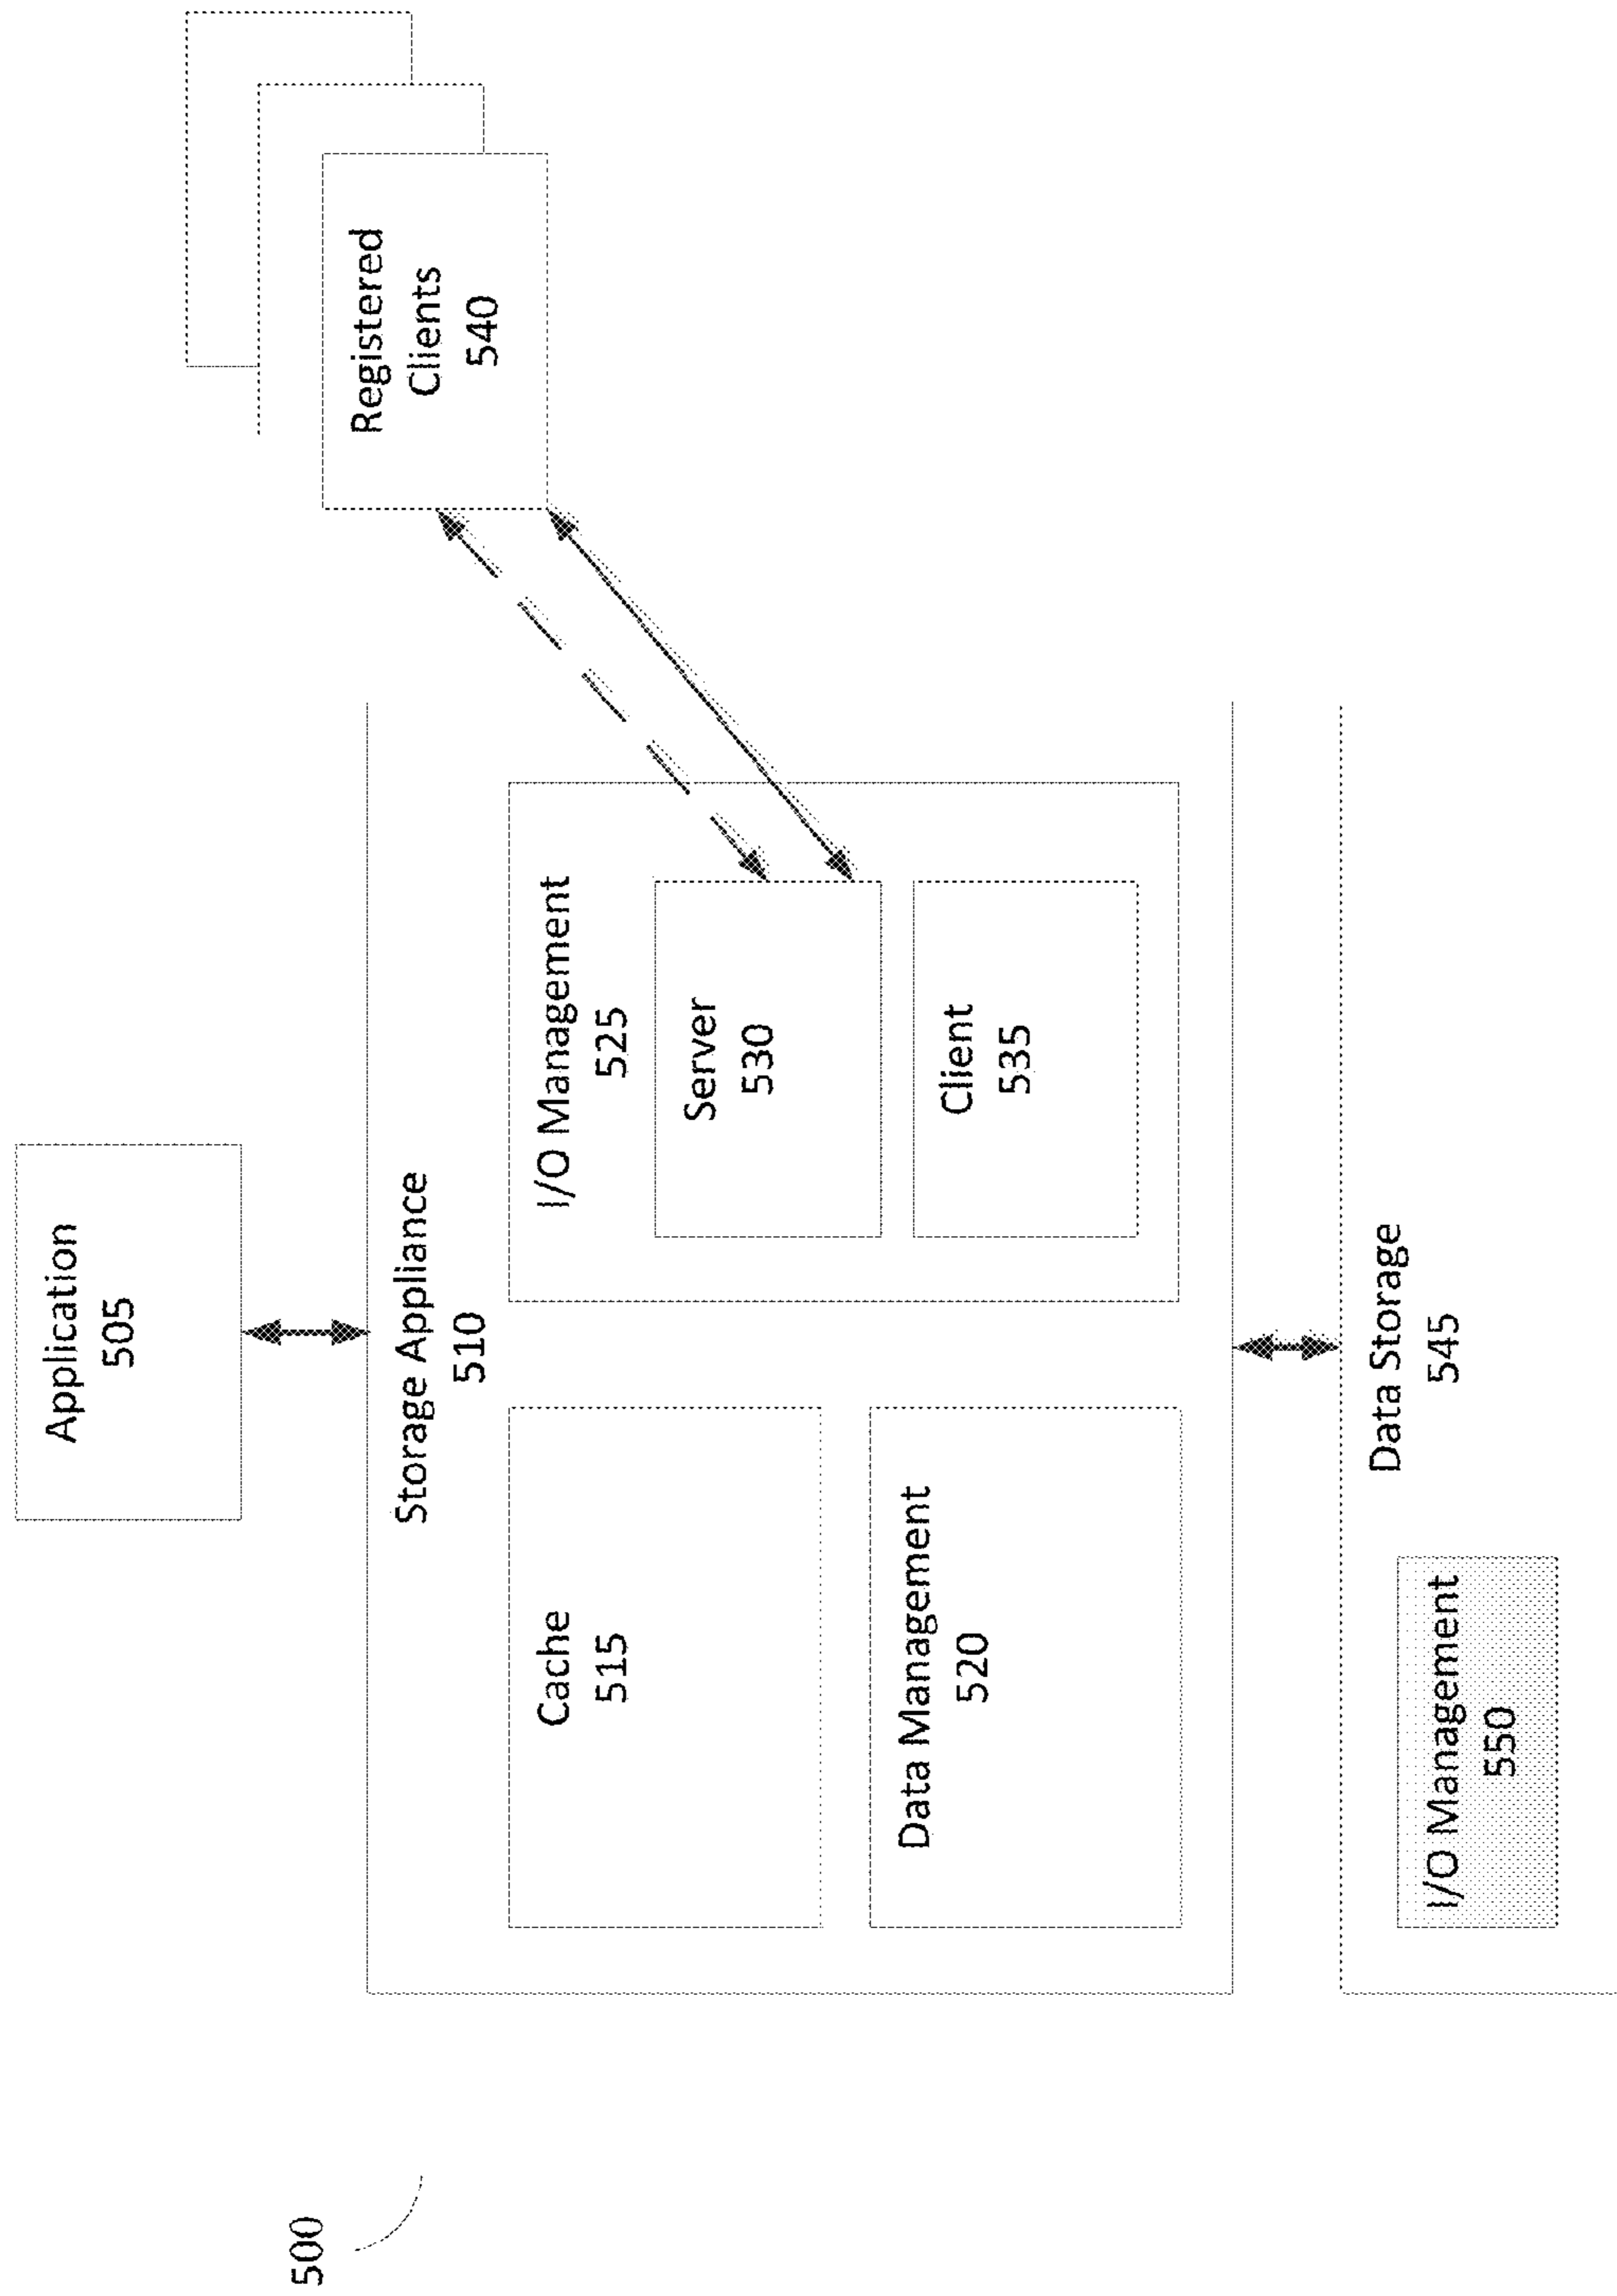 500
Application
505
Storage Appliance
510
Cache
515
Data Management
520
I/O Management
525
Server
530
Client
535
Registered
Clients
540
Data Storage
545
I/O Management
550